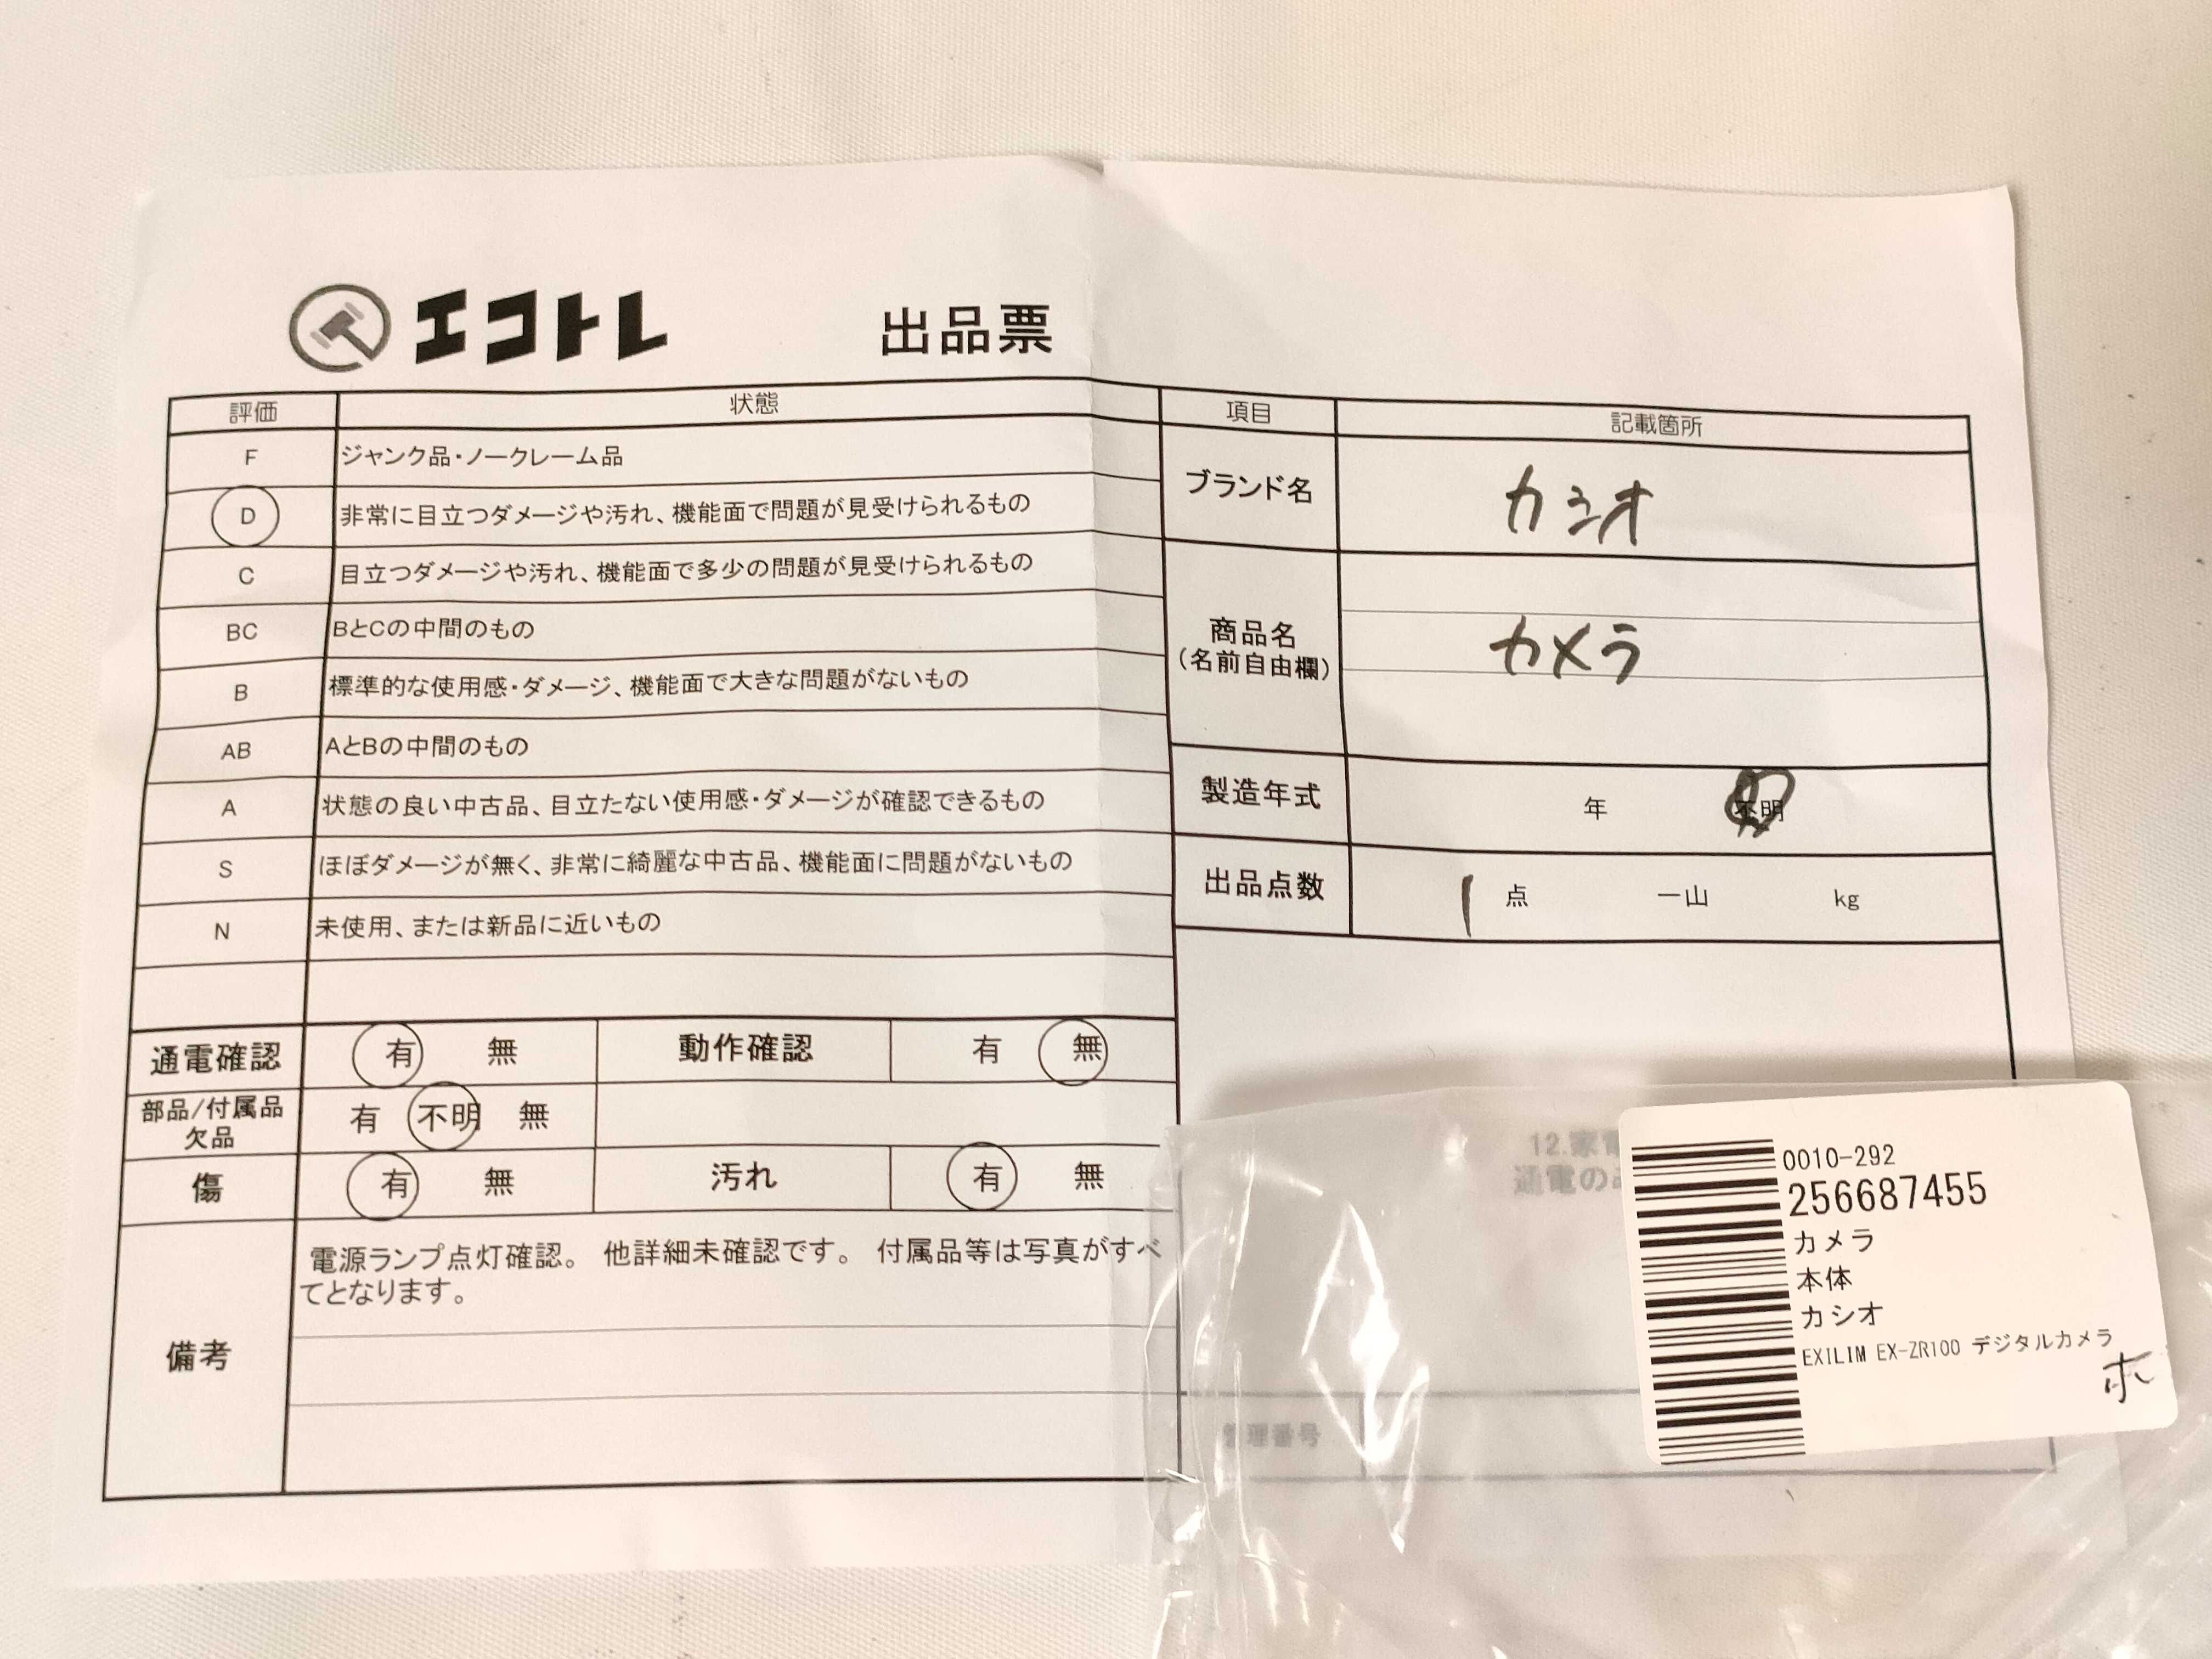 エコトレ 出品票
評価 状態
F ジャンク品・ノークレーム品
D 非常に目立つダメージや汚れ、機能面で問題が見受けられるもの
C 目立つダメージや汚れ、機能面で多少の問題が見受けられるもの
BC BとCの中間のもの
B 標準的な使用感・ダメージ、機能面で大きな問題がないもの
AB AとBの中間のもの
A 状態の良い中古品、目立たない使用感・ダメージが確認できるもの
S ほぼダメージが無く、非常に綺麗な中古品、機能面に問題がないもの
N 未使用、または新品に近いもの
通電確認 有 無 動作確認 有 無
部品/付属品
欠品 有 不明 無
傷 有 無 汚れ 有 無
備考
電源ランプ点灯確認。 他詳細未確認です。 付属品等は写真がすべ
てとなります。
項目 記載箇所
ブランド名 カシオ
商品名
(名前自由欄) カメラ
製造年式 年 不明
出品点数 1 点 一山 kg
12.家電
通電の
管理番号
0010-292
256687455
カメラ
本体
カシオ
EXILIM EX-ZR100 デジタルカメラ
ホ